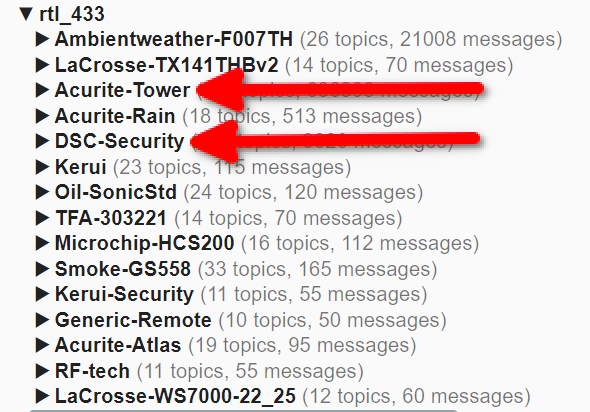 ▼ rtl_433
▶ Ambientweather-F007TH (26 topics, 21008 messages)
▶ LaCrosse-TX141THBv2 (14 topics, 70 messages)
▶ Acurite-Tower messages)
▶ Acurite-Rain (18 topics, 513 messages)
▶ DSC-Security messages)
▶ Kerui (23 topics, 115 messages)
▶ Oil-SonicStd (24 topics, 120 messages)
▶ TFA-303221 (14 topics, 70 messages)
▶ Microchip-HCS200 (16 topics, 112 messages)
▶ Smoke-GS558 (33 topics, 165 messages)
▶ Kerui-Security (11 topics, 55 messages)
▶ Generic-Remote (10 topics, 50 messages)
▶ Acurite-Atlas (19 topics, 95 messages)
▶ RF-tech (11 topics, 55 messages)
▶ LaCrosse-WS7000-22_25 (12 topics, 60 messages)